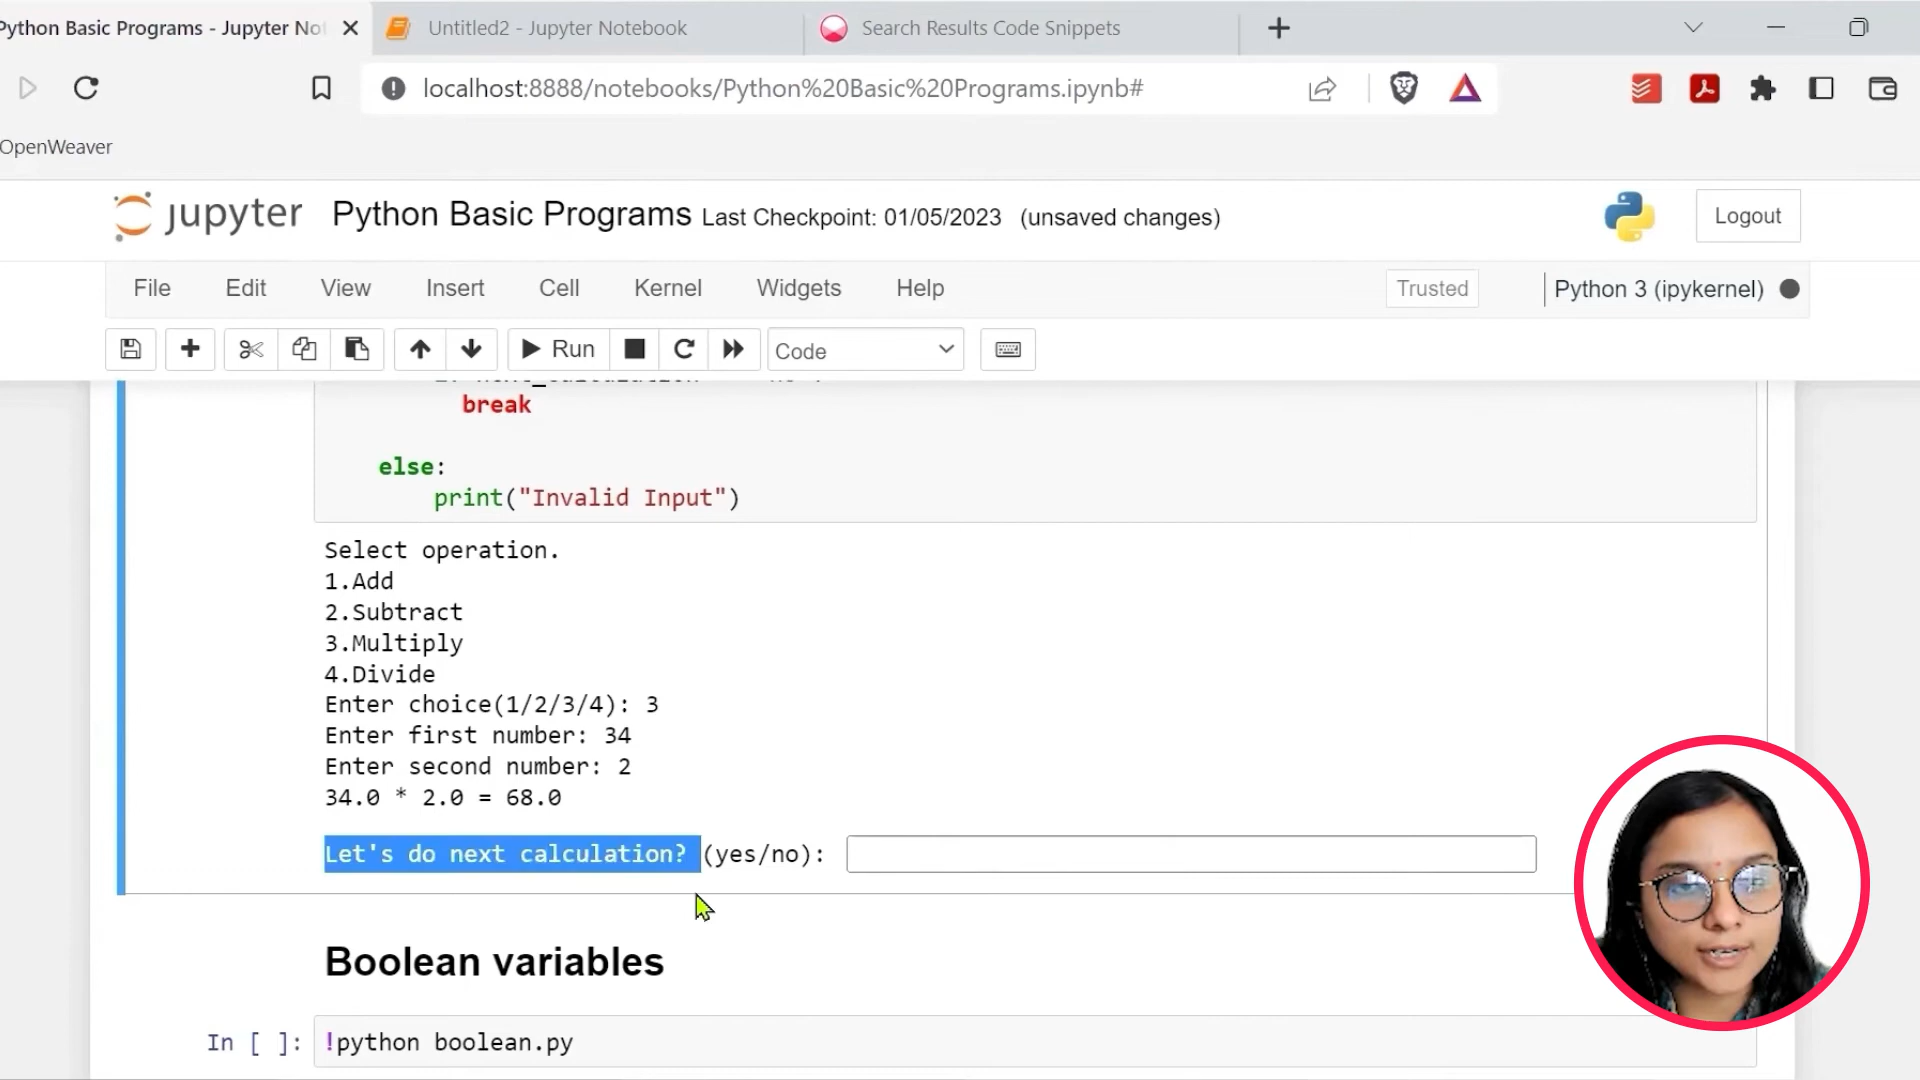 Python Basic Programs - Jupyter Not
Untitled2 - Jupyter Notebook
Search Results Code Snippets
localhost:8888/notebooks/Python%20Basic%20Programs.ipynb#
OpenWeaver
jupyter Python Basic Programs Last Checkpoint: 01/05/2023 (unsaved changes)
Logout
File Edit View Insert Cell Kernel Widgets Help
Trusted
Python 3 (ipykernel)
Run
Code
break
else:
print("Invalid Input")
Select operation.
1.Add
2.Subtract
3.Multiply
4.Divide
Enter choice(1/2/3/4): 3
Enter first number: 34
Enter second number: 2
34.0 * 2.0 = 68.0
Let's do next calculation? (yes/no):
Boolean variables
In [ ]: !python boolean.py